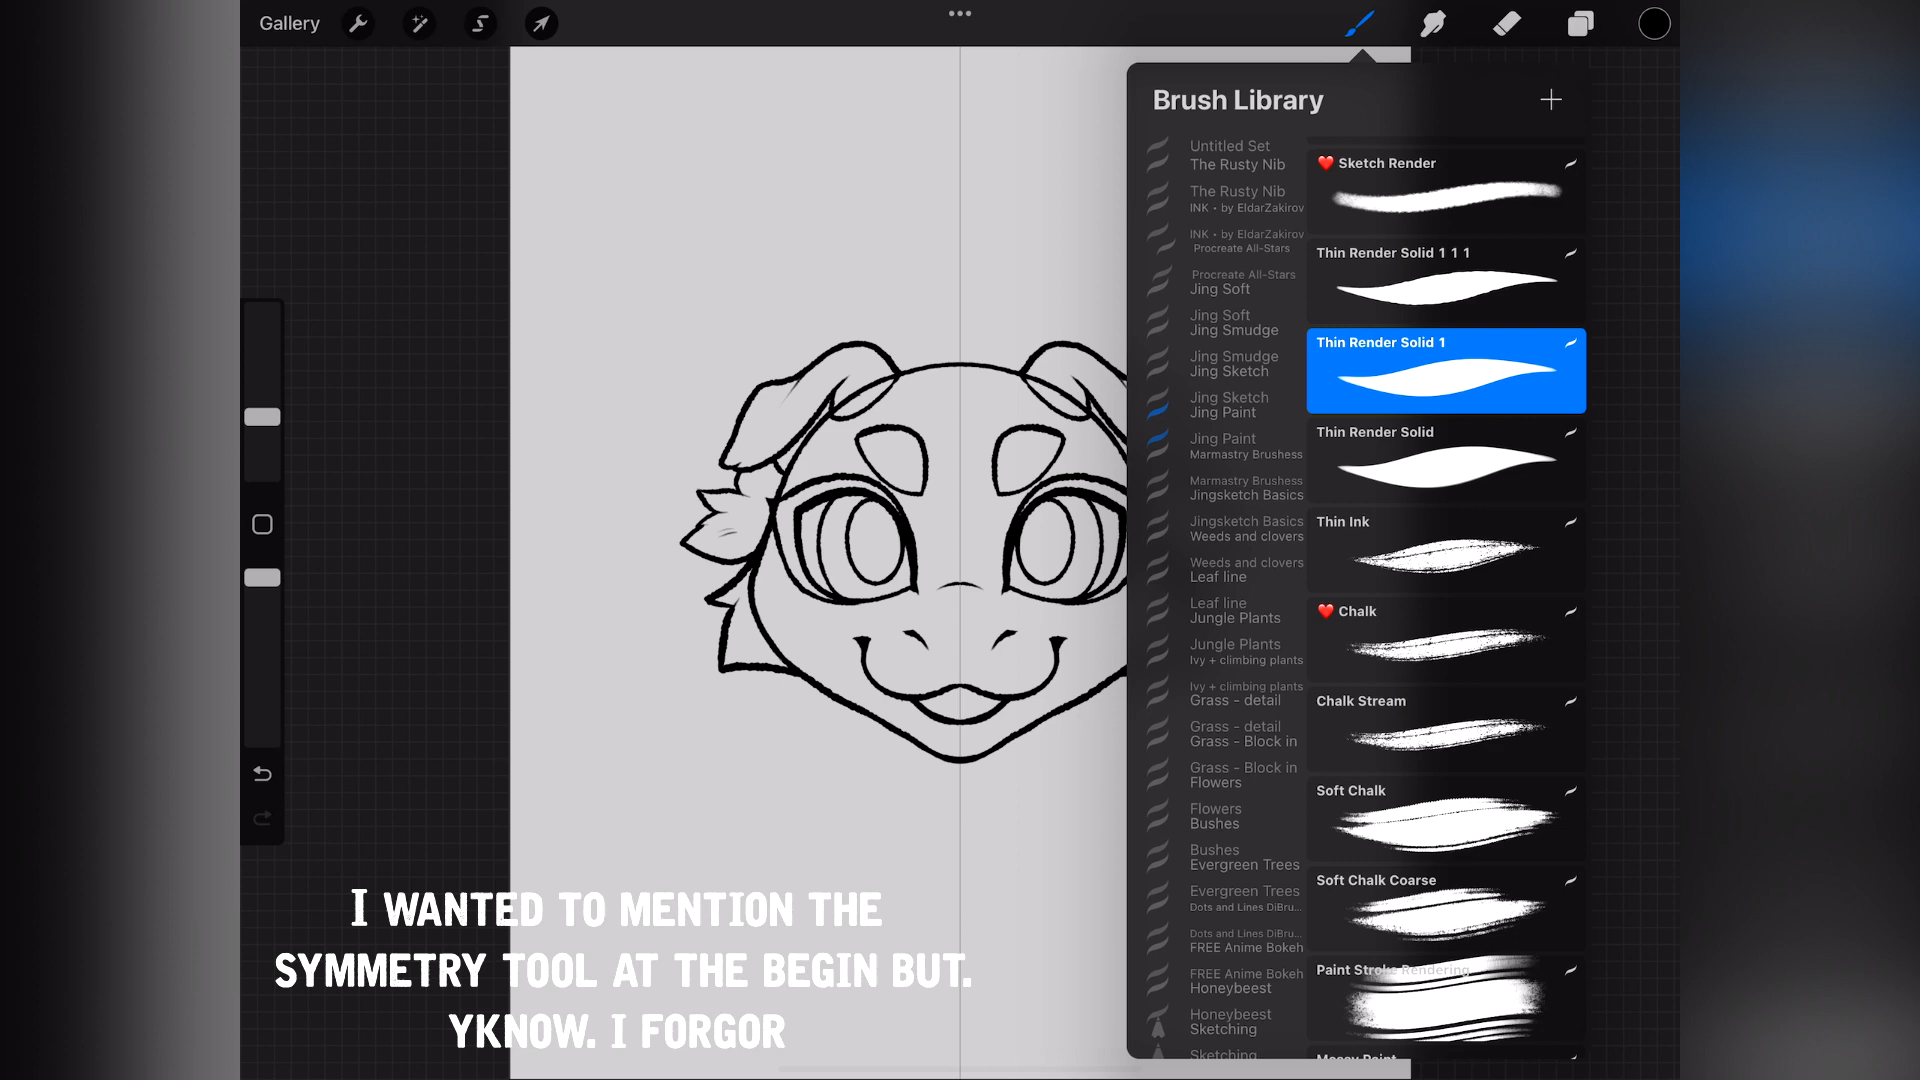 Gallery
Brush Library
Untitled Set
The Rusty Nib
The Rusty Nib
INK • by EldarZakirov
INK • by EldarZakirov
Procreate All-Stars
Procreate All-Stars
Jing Soft
Jing Soft
Jing Smudge
Jing Smudge
Jing Sketch
Jing Sketch
Jing Paint
Jing Paint
Marmastry Brushess
Marmastry Brushess
Jingsketch Basics
Jingsketch Basics
Weeds and clovers
Weeds and clovers
Leaf line
Leaf line
Jungle Plants
Jungle Plants
Ivy + climbing plants
Ivy + climbing plants
Grass - detail
Grass - detail
Grass - Block in
Grass - Block in
Flowers
Flowers
Bushes
Bushes
Evergreen Trees
Evergreen Trees
Dots and Lines DiBru...
Dots and Lines DiBru...
FREE Anime Bokeh
FREE Anime Bokeh
Honeybeest
Honeybeest
Sketching
Sketching
❤️ Sketch Render
Thin Render Solid 1 1 1
Thin Render Solid 1
Thin Render Solid
Thin Ink
❤️ Chalk
Chalk Stream
Soft Chalk
Soft Chalk Coarse
Paint Stroke Rendering
Messy Paint
I WANTED TO MENTION THE
SYMMETRY TOOL AT THE BEGIN BUT.
YKNOW. I FORGOR